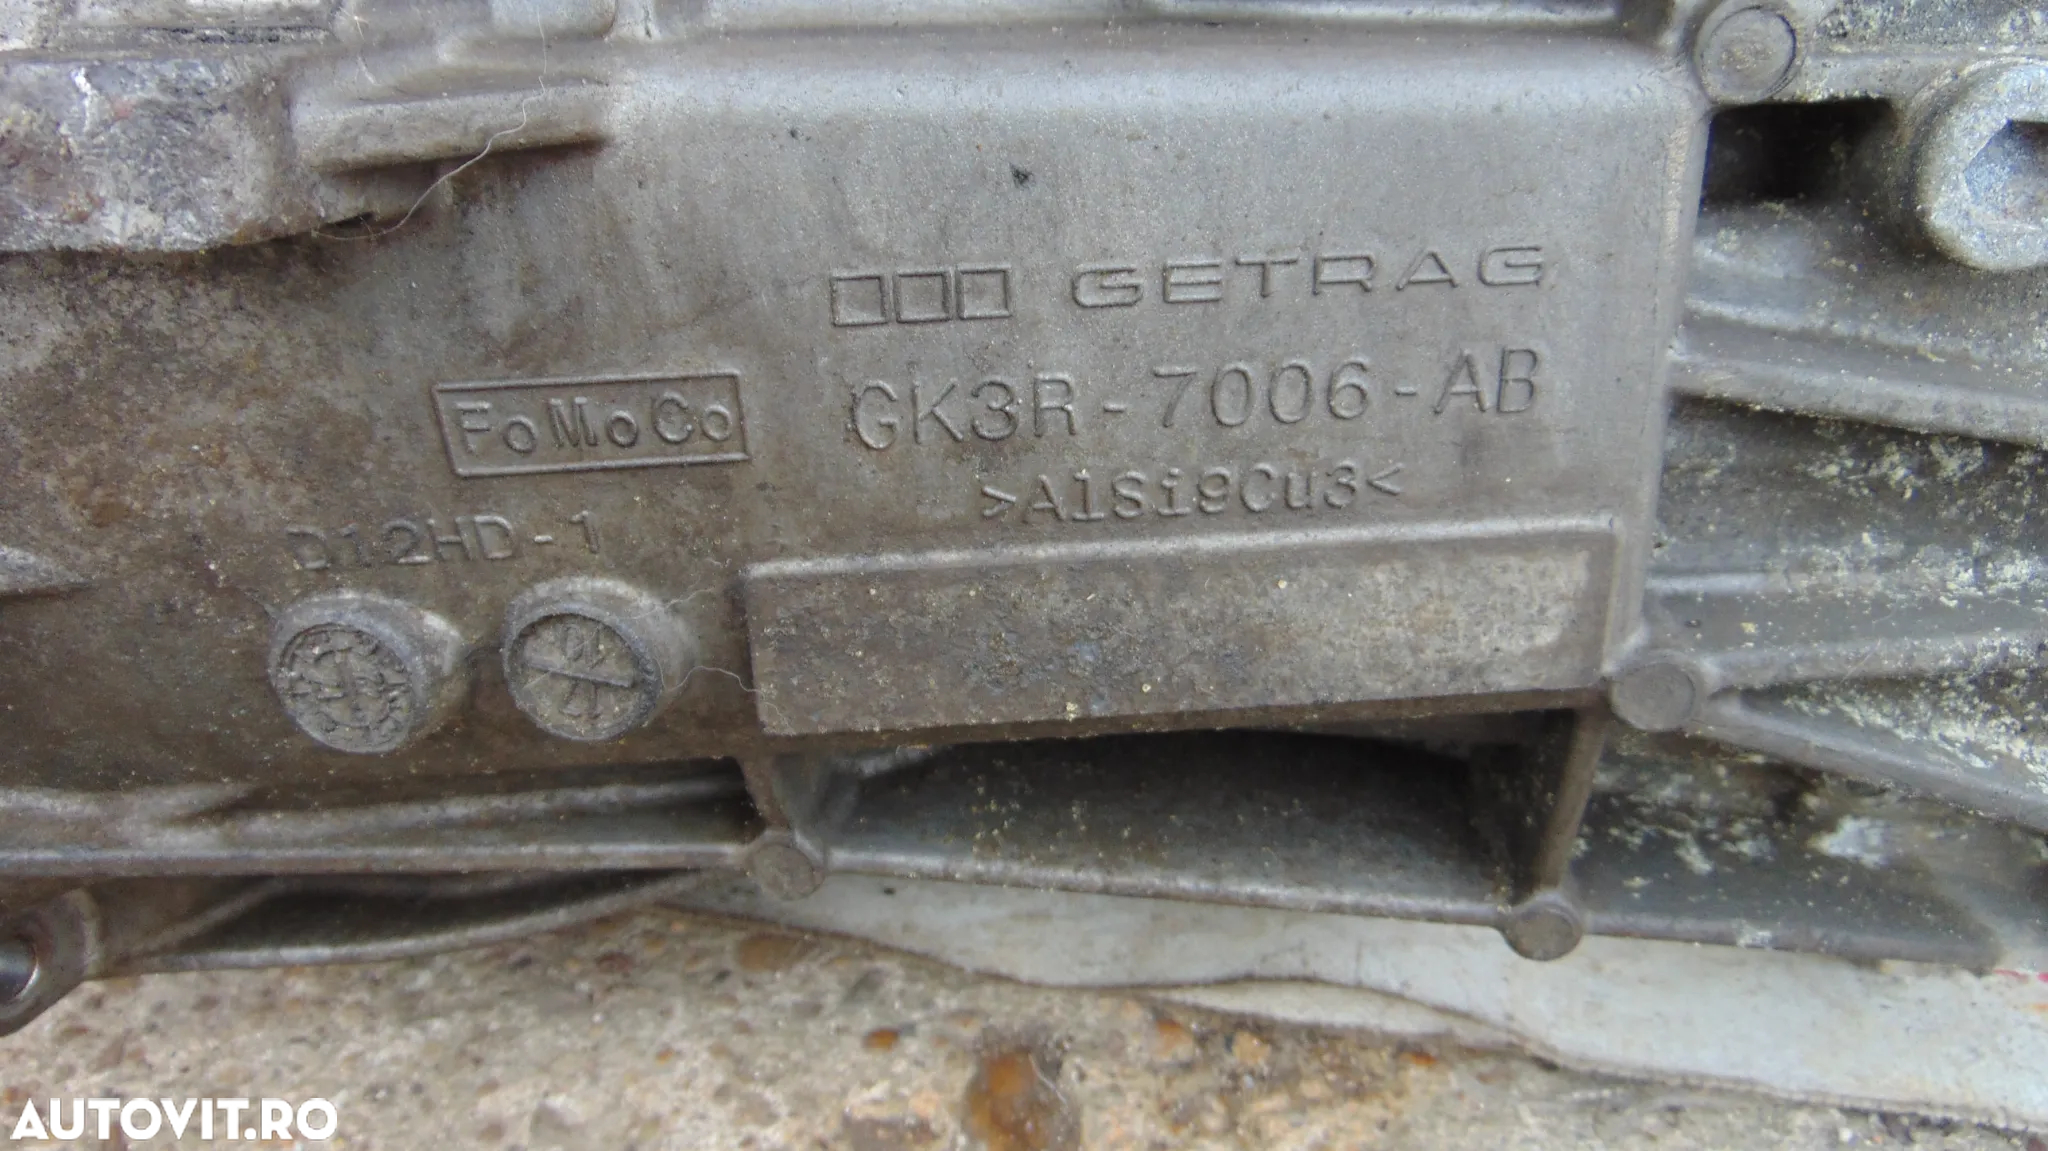 GETRAG
FoMoCo
GK3R-7006-AB
>AlSi9Cu3<
D12HD-1
AUTOVIT.RO